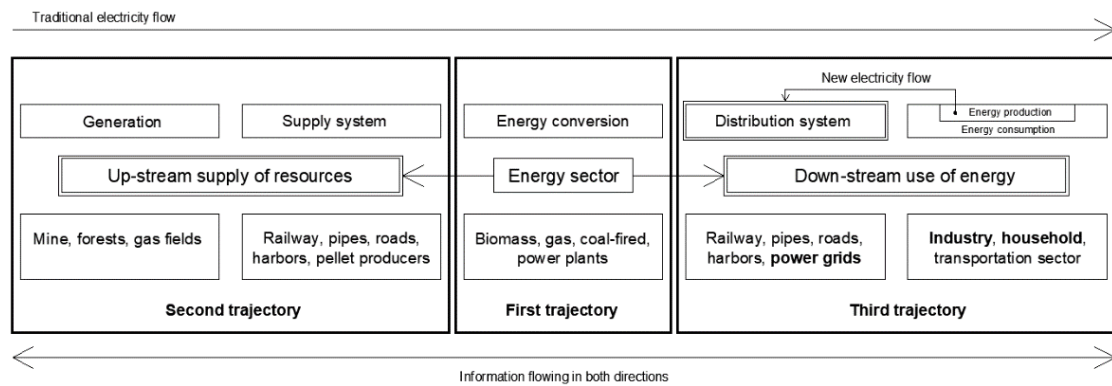 Traditional electricity flow
New electricity flow
Generation
Supply system
Energy conversion
Distribution system
Energy production
Energy consumption
Up-stream supply of resources
Energy sector
Down-stream use of energy
Mine, forests, gas fields
Railway, pipes, roads,
harbors, pellet producers
Biomass, gas, coal-fired,
power plants
Railway, pipes, roads,
harbors, power grids
Industry, household,
transportation sector
Second trajectory
First trajectory
Third trajectory
Information flowing in both directions